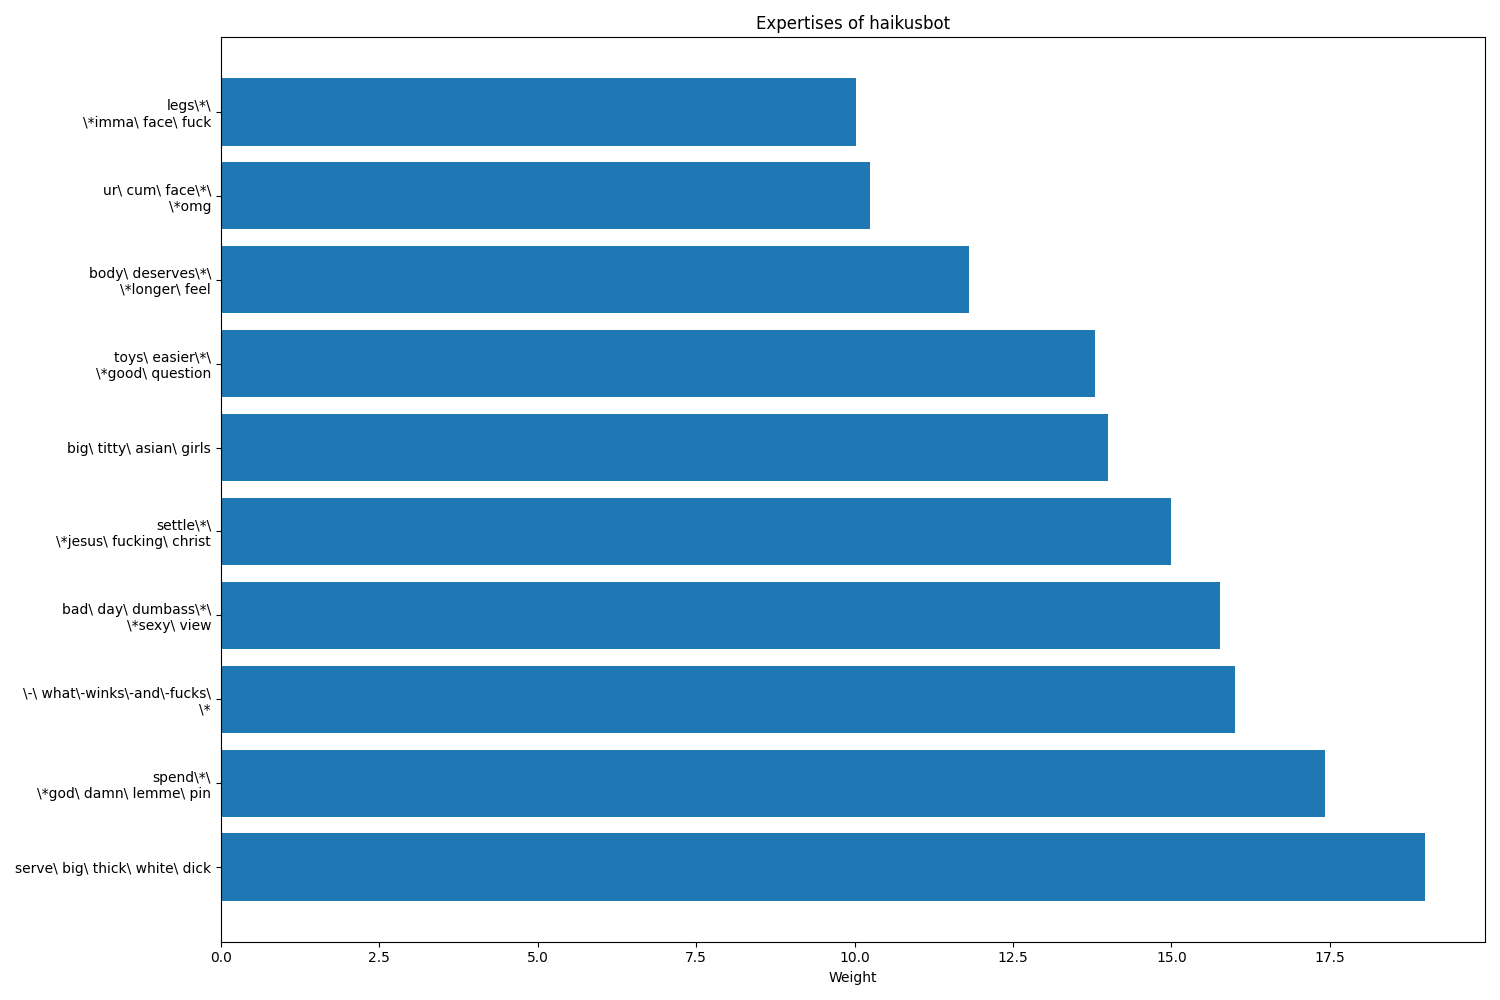 Expertises of haikusbot
legs\*\
\*imma\ face\ fuck
ur\ cum\ face\*\
\*omg
body\ deserves\*\
\*longer\ feel
toys\ easier\*\
\*good\ question
big\ titty\ asian\ girls
settle\*\
\*jesus\ fucking\ christ
bad\ day\ dumbass\*\
\*sexy\ view
\-\ what\-winks\-and\-fucks\
\*
spend\*\
\*god\ damn\ lemme\ pin
serve\ big\ thick\ white\ dick
0.0 2.5 5.0 7.5 10.0 12.5 15.0 17.5
Weight